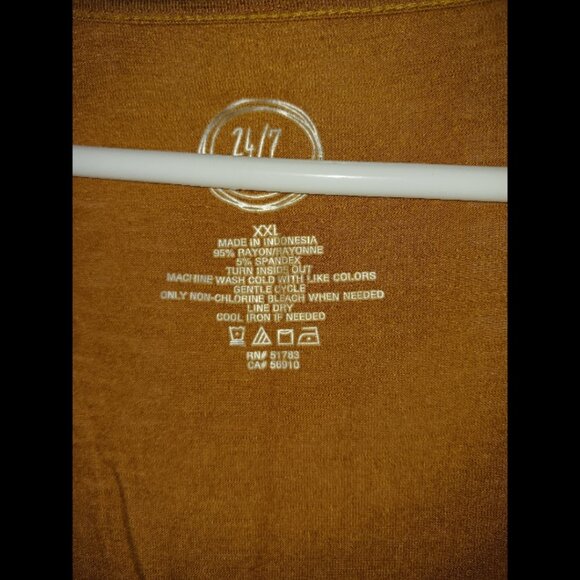 24/7
XXL
MADE IN INDONESIA
95% RAYON/RAYONNE
5% SPANDEX
TURN INSIDE OUT
MACHINE WASH COLD WITH LIKE COLORS
GENTLE CYCLE
ONLY NON-CHLORINE BLEACH WHEN NEEDED
LINE DRY
COOL IRON IF NEEDED
RN# 51783
CA# 56910